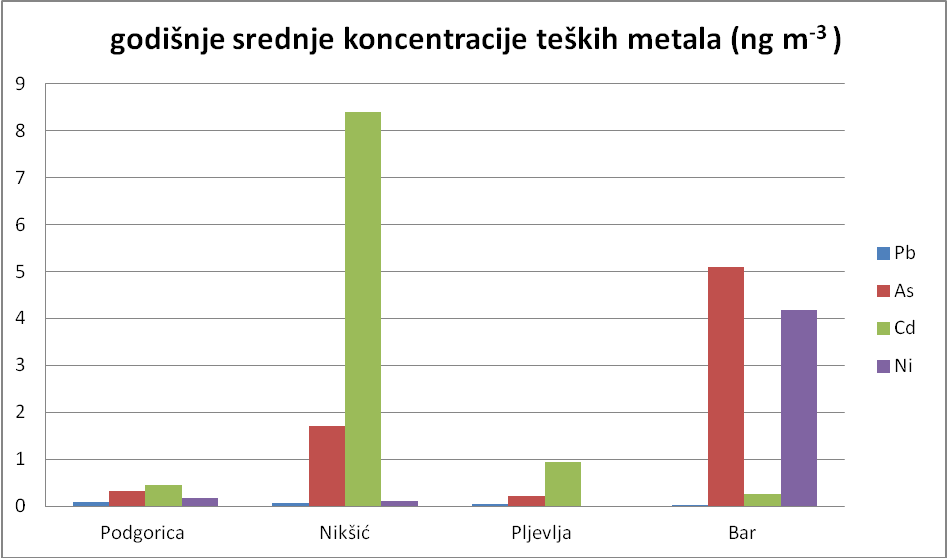 godišnje srednje koncentracije teških metala (ng m⁻³ )
9
8
7
6
5
4
3
2
1
0
Podgorica Nikšić Pljevlja Bar
Pb
As
Cd
Ni